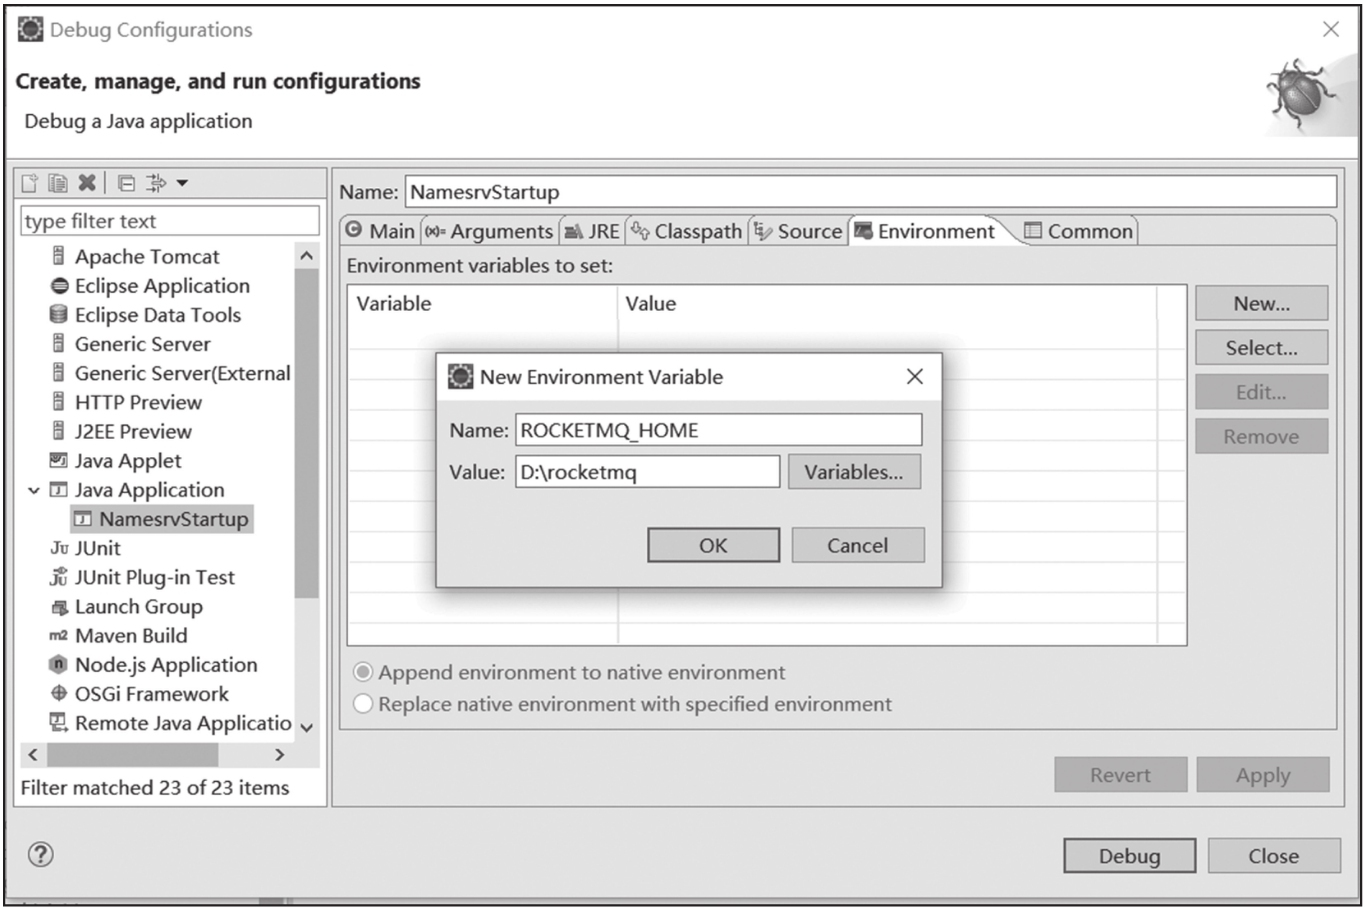 Debug Configurations
Create, manage, and run configurations
Debug a Java application
type filter text
Apache Tomcat
Eclipse Application
Eclipse Data Tools
Generic Server
Generic Server(External
HTTP Preview
J2EE Preview
Java Applet
Java Application
NamesrvStartup
JUnit
JUnit Plug-in Test
Launch Group
Maven Build
Node.js Application
OSGi Framework
Remote Java Applicatio
Filter matched 23 of 23 items
Name: NamesrvStartup
Main Arguments JRE Classpath Source Environment Common
Environment variables to set:
Variable Value
New...
Select...
Edit...
Remove
New Environment Variable
Name: ROCKETMQ_HOME
Value: D:\rocketmq Variables...
OK Cancel
Append environment to native environment
Replace native environment with specified environment
Revert Apply
Debug Close